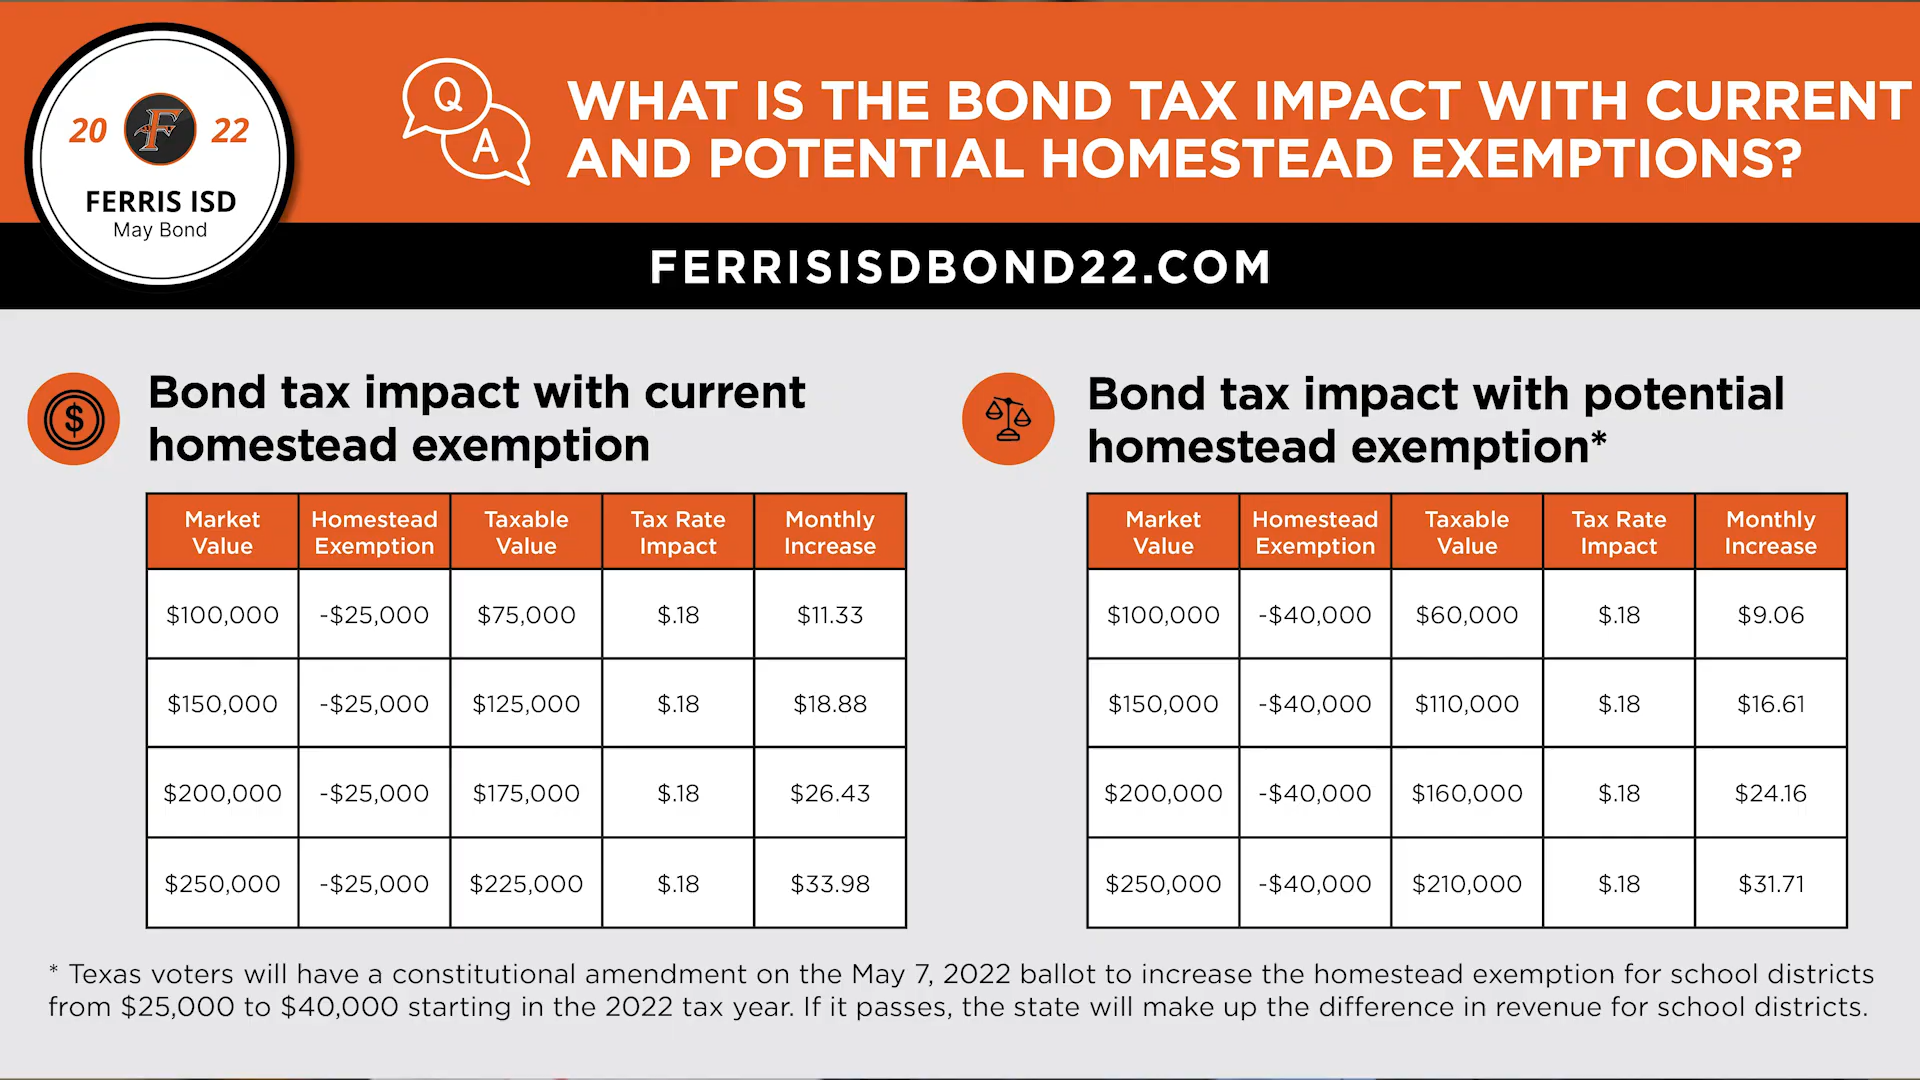 20 F 22
FERRIS ISD
May Bond
Q
A
WHAT IS THE BOND TAX IMPACT WITH CURRENT
AND POTENTIAL HOMESTEAD EXEMPTIONS?
FERRISISDBOND22.COM
$
Bond tax impact with current
homestead exemption
Market Value Homestead Exemption Taxable Value Tax Rate Impact Monthly Increase
$100,000 -$25,000 $75,000 $.18 $11.33
$150,000 -$25,000 $125,000 $.18 $18.88
$200,000 -$25,000 $175,000 $.18 $26.43
$250,000 -$25,000 $225,000 $.18 $33.98
Bond tax impact with potential
homestead exemption*
Market Value Homestead Exemption Taxable Value Tax Rate Impact Monthly Increase
$100,000 -$40,000 $60,000 $.18 $9.06
$150,000 -$40,000 $110,000 $.18 $16.61
$200,000 -$40,000 $160,000 $.18 $24.16
$250,000 -$40,000 $210,000 $.18 $31.71
* Texas voters will have a constitutional amendment on the May 7, 2022 ballot to increase the homestead exemption for school districts
from $25,000 to $40,000 starting in the 2022 tax year. If it passes, the state will make up the difference in revenue for school districts.